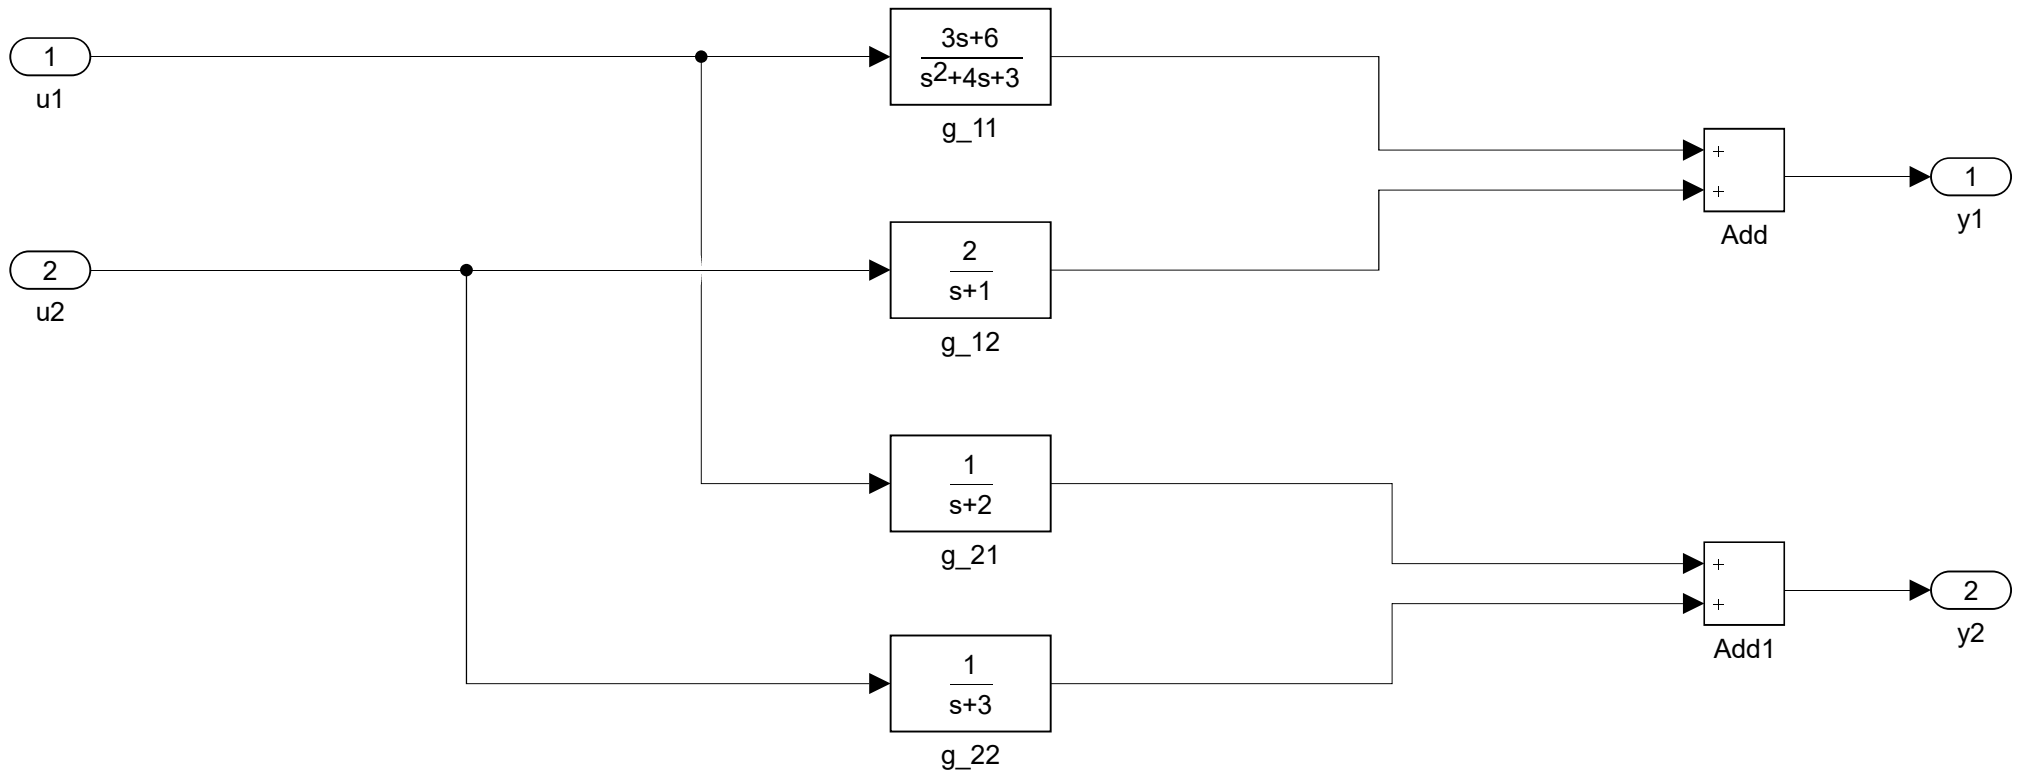 1
u1
3s+6
s2+4s+3
g_11
+
+
Add
1
y1
2
u2
2
s+1
g_12
1
s+2
g_21
+
+
Add1
2
y2
1
s+3
g_22